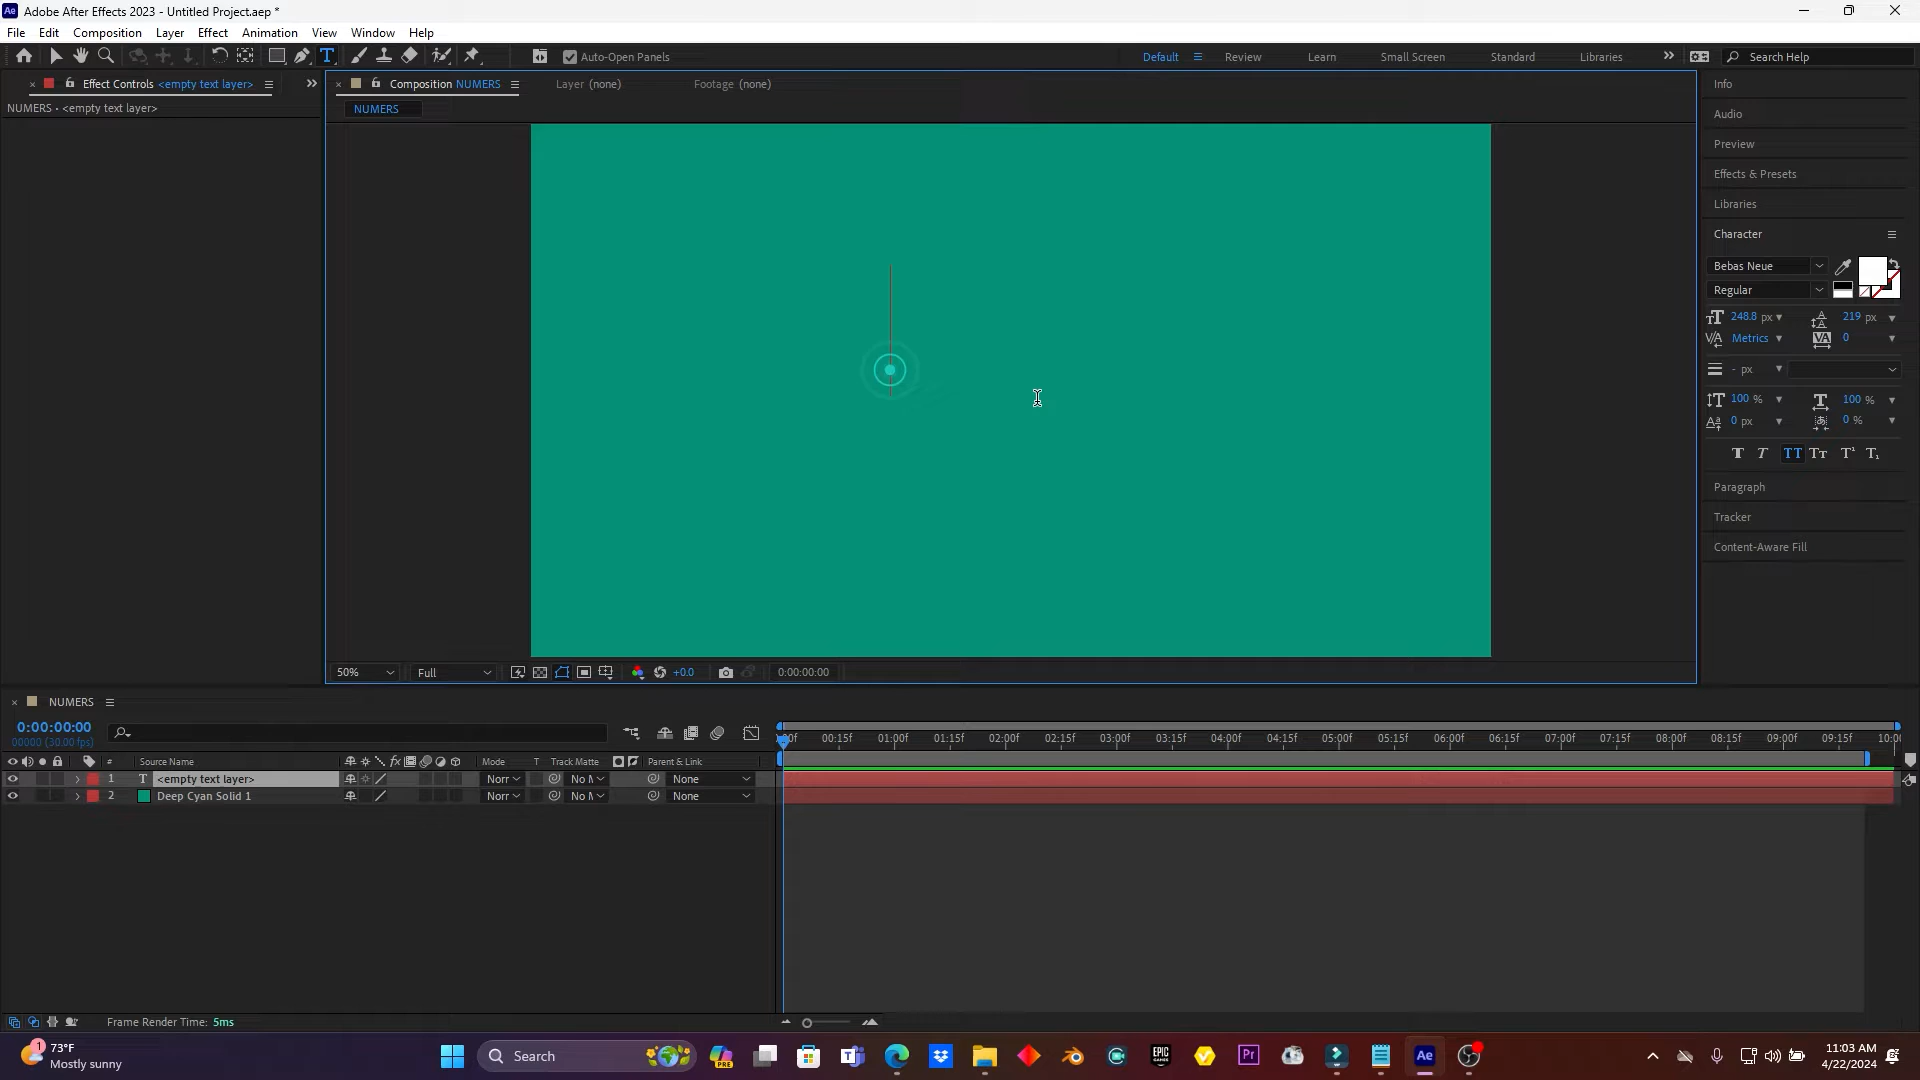 Adobe After Effects 2023 - Untitled Project.aep *
File Edit Composition Layer Effect Animation View Window Help
Auto-Open Panels
Default Review Learn Small Screen Standard Libraries Search Help
Effect Controls <empty text layer>
NUMERS • <empty text layer>
Composition NUMERS
Layer (none)
Footage (none)
NUMERS
Info
Audio
Preview
Effects & Presets
Libraries
Character
Bebas Neue
Regular
248.8 px 219 px
Metrics 0
- px
100 % 100 %
0 px 0 %
Paragraph
Tracker
Content-Aware Fill
50% Full +0.0 0:00:00:00
NUMERS
0:00:00:00
00000 (30.00 fps)
00:15f 01:00f 01:15f 02:00f 02:15f 03:00f 03:15f 04:00f 04:15f 05:00f 05:15f 06:00f 06:15f 07:00f 07:15f 08:00f 08:15f 09:00f 09:15f
# Source Name Mode T Track Matte Parent & Link
1 T <empty text layer> Norr No M None
2 Deep Cyan Solid 1 Norr No M None
Frame Render Time: 5ms
73°F
Mostly sunny
Search
PRE
EPIC GAMES
Pr
Ae
11:03 AM
4/22/2024